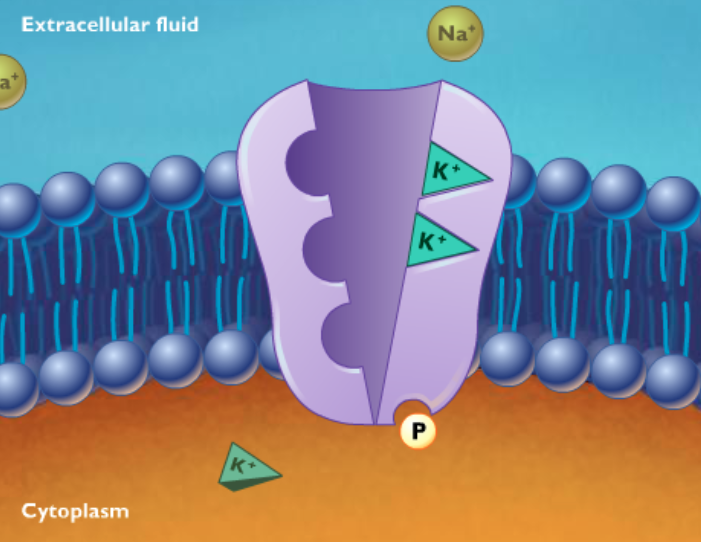 Extracellular fluid
Na⁺
a⁺
K⁺
K⁺
P
K⁺
Cytoplasm